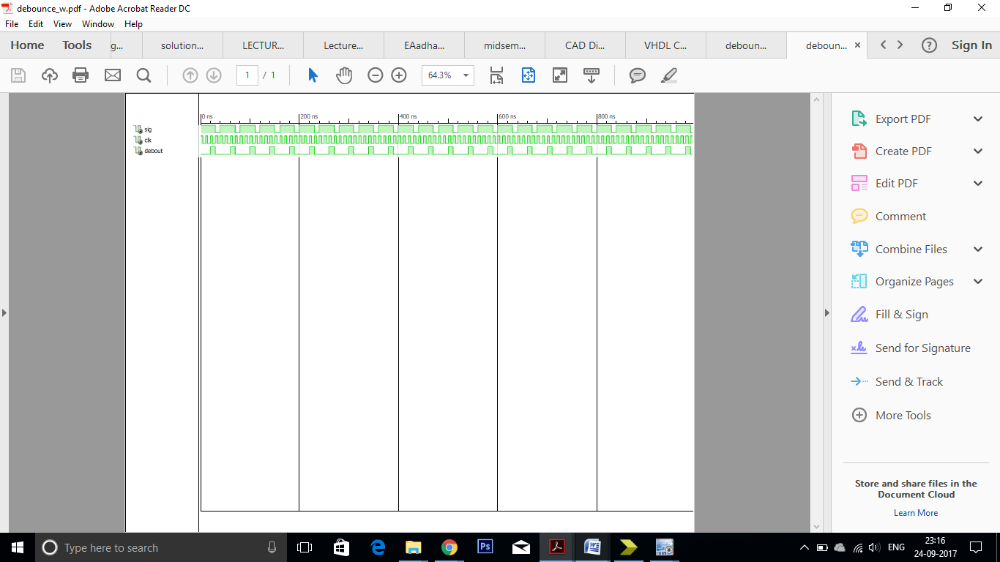 debounce_w.pdf - Adobe Acrobat Reader DC
File Edit View Window Help
Home Tools g... solution... LECTUR... Lecture... EAadha... midsem... CAD Di... VHDL C... deboun... deboun... × Sign In
1 / 1 64.3%
0 ns 200 ns 400 ns 600 ns 800 ns
sig
clk
debout
Export PDF
Create PDF
Edit PDF
Comment
Combine Files
Organize Pages
Fill & Sign
Send for Signature
Send & Track
More Tools
Store and share files in the
Document Cloud
Learn More
Type here to search
Ps
ISim
ENG
23:16
24-09-2017